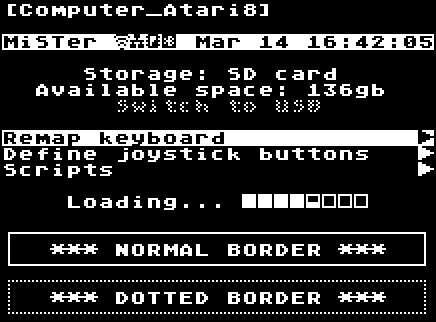 [Computer_Atari8]
MiSTer Mar 14 16:42:05
Storage: SD card
Available space: 136gb
Switch to USB
Remap keyboard
Define joystick buttons
Scripts
Loading...
*** NORMAL BORDER ***
*** DOTTED BORDER ***